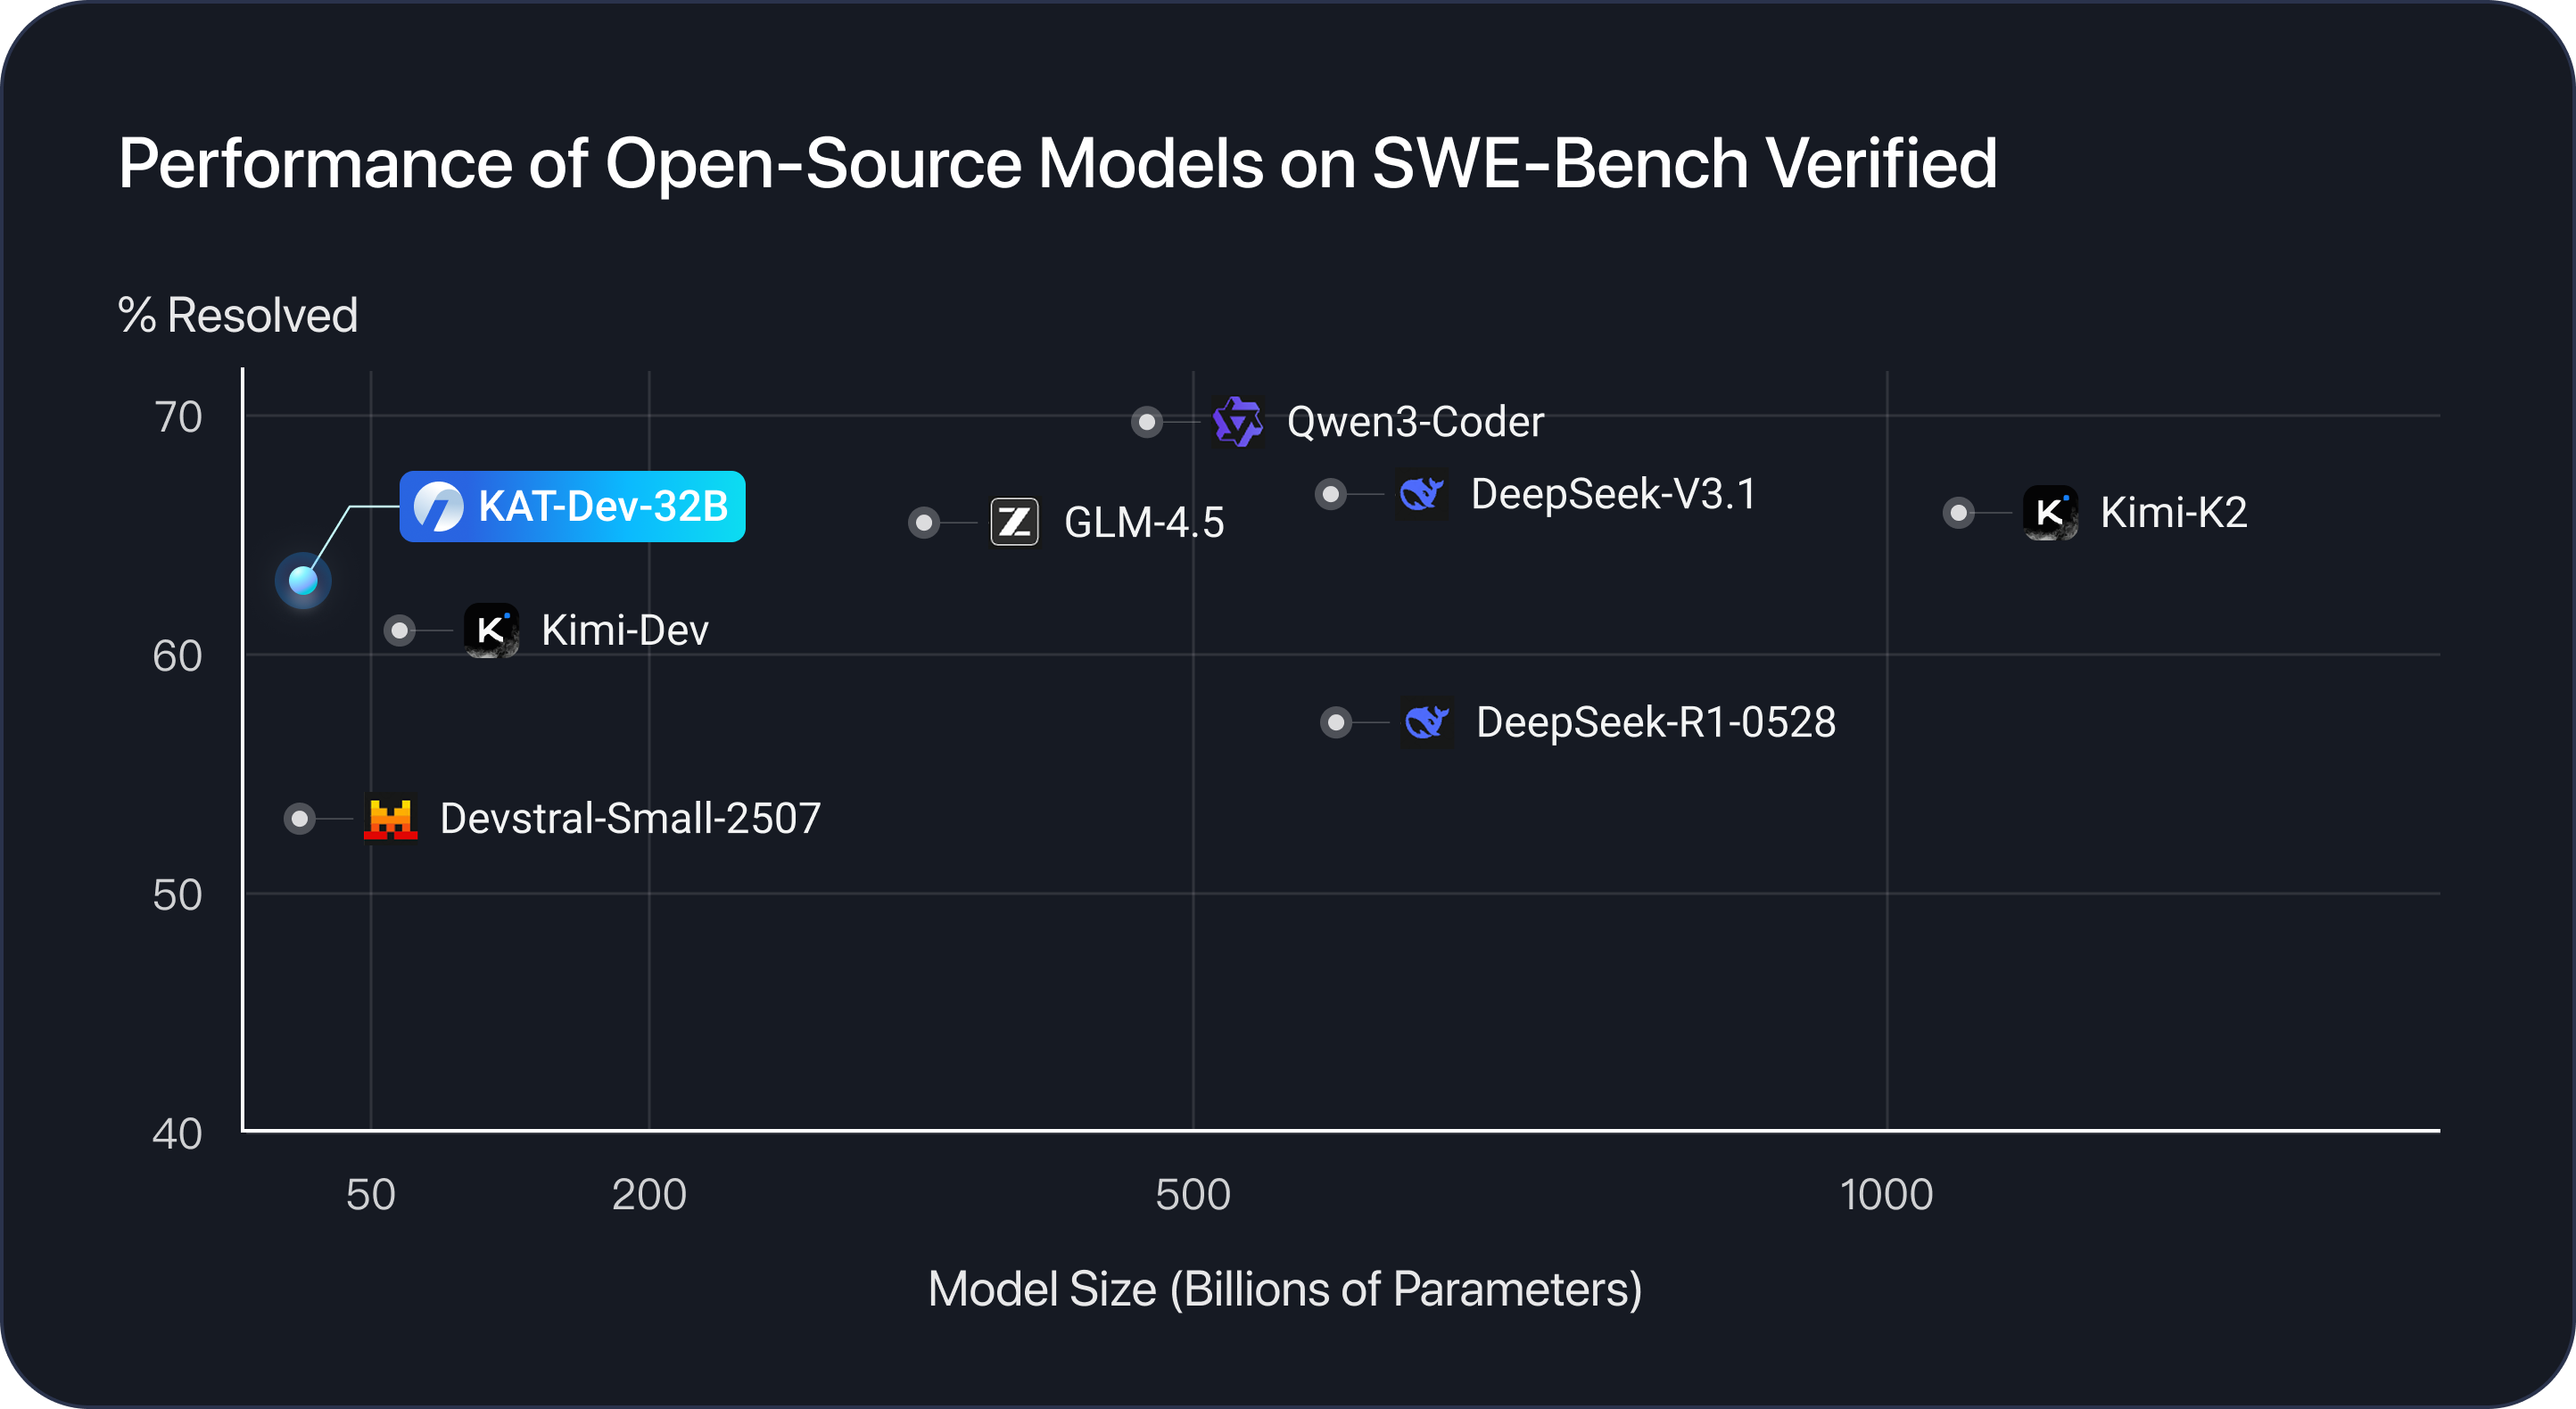 Performance of Open-Source Models on SWE-Bench Verified
% Resolved
70
Qwen3-Coder
KAT-Dev-32B
DeepSeek-V3.1
GLM-4.5
Kimi-K2
Kimi-Dev
60
DeepSeek-R1-0528
Devstral-Small-2507
50
40
50 200 500 1000
Model Size (Billions of Parameters)